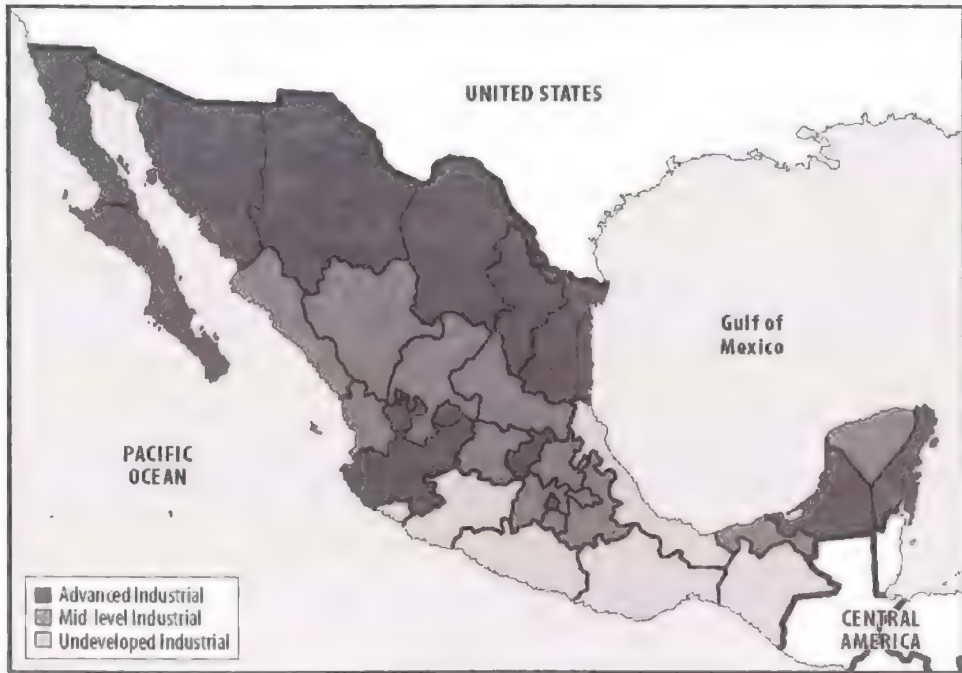 UNITED STATES
Gulf of
Mexico
PACIFIC
OCEAN
Advanced Industrial
Mid-level Industrial
Undeveloped Industrial
CENTRAL
AMERICA